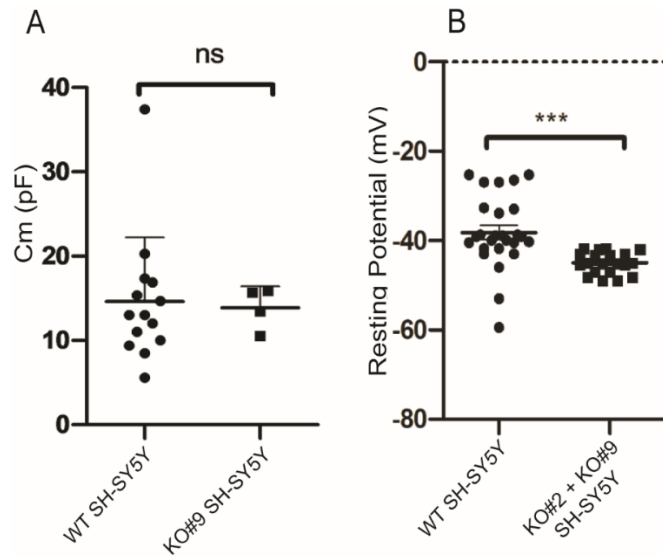 A
ns
40
30
20
10
0
Cm (pF)
WT SH-SY5Y
KO#9 SH-SY5Y
B
***
0
-20
-40
-60
-80
Resting Potential (mV)
WT SH-SY5Y
KO#2 + KO#9
SH-SY5Y